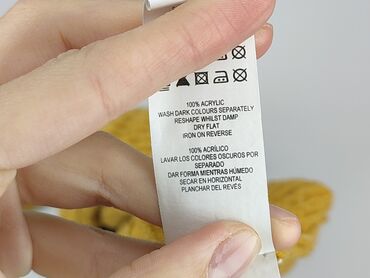 100% ACRYLIC
WASH DARK COLOURS SEPARATELY
RESHAPE WHILST DAMP
DRY FLAT
IRON ON REVERSE
100% ACRÍLICO
LAVAR LOS COLORES OSCUROS POR
SEPARADO
DAR FORMA MIENTRAS HÚMEDO
SECAR EN HORIZONTAL
PLANCHAR DEL REVÉS